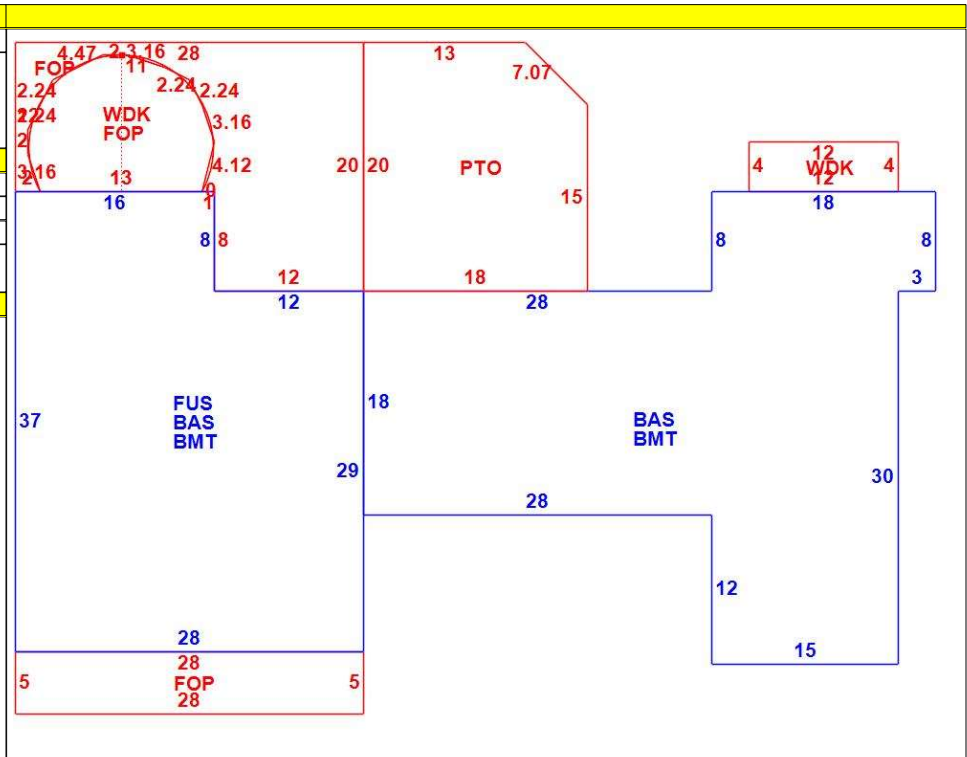 4.47 2 3.16 28 13
FOP 11 7.07
2.24 2.24 2.24
2.24
WDK 3.16
FOP
2 12
20 20 PTO 4 WDK 4
3.16 4.12
2 13 0 12
16 1 15 18
8 8 8 8
12 18 3
12 28
FUS 18
BAS BAS
BMT BMT
37
29 30
28
12
28 15
28
5 FOP 5
28